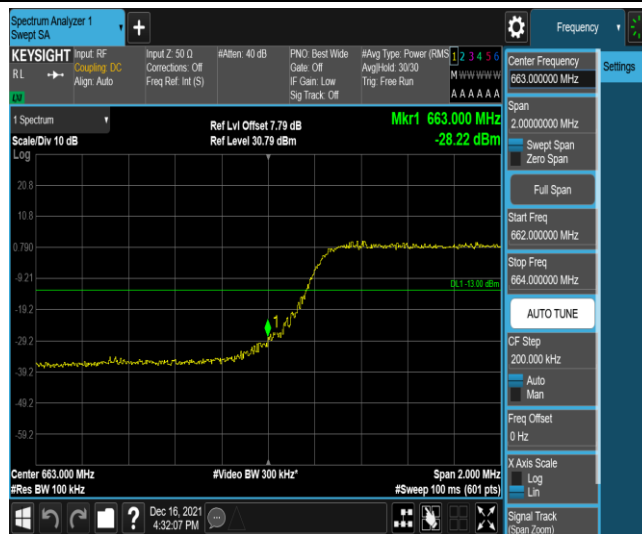 Spectrum Analyzer 1
Swept SA
+
Frequency
KEYSIGHT
RL
Input: RF
Coupling: DC
Align: Auto
Input Z: 50 Ω
Corrections: Off
Freq Ref: Int (S)
#Atten: 40 dB
PNO: Best Wide
Gate: Off
IF Gain: Low
Sig Track: Off
#Avg Type: Power (RMS
Avg|Hold: 30/30
Trig: Free Run
1 2 3 4 5 6
M W W W W W
A A A A A A
1 Spectrum
Scale/Div 10 dB
Log
Ref Lvl Offset 7.79 dB
Ref Level 30.79 dBm
Mkr1 663.000 MHz
-28.22 dBm
20.8
10.8
0.790
-9.21
-19.2
-29.2
-39.2
-49.2
-59.2
DL1 -13.00 dBm
1
Center 663.000 MHz
#Res BW 100 kHz
#Video BW 300 kHz*
Span 2.000 MHz
#Sweep 100 ms (601 pts)
Dec 16, 2021
4:32:07 PM
?
Center Frequency
663.000000 MHz
Span
2.00000000 MHz
Swept Span
Zero Span
Full Span
Start Freq
662.000000 MHz
Stop Freq
664.000000 MHz
AUTO TUNE
CF Step
200.000 kHz
Auto
Man
Freq Offset
0 Hz
X Axis Scale
Log
Lin
Signal Track
(Span Zoom)
Settings